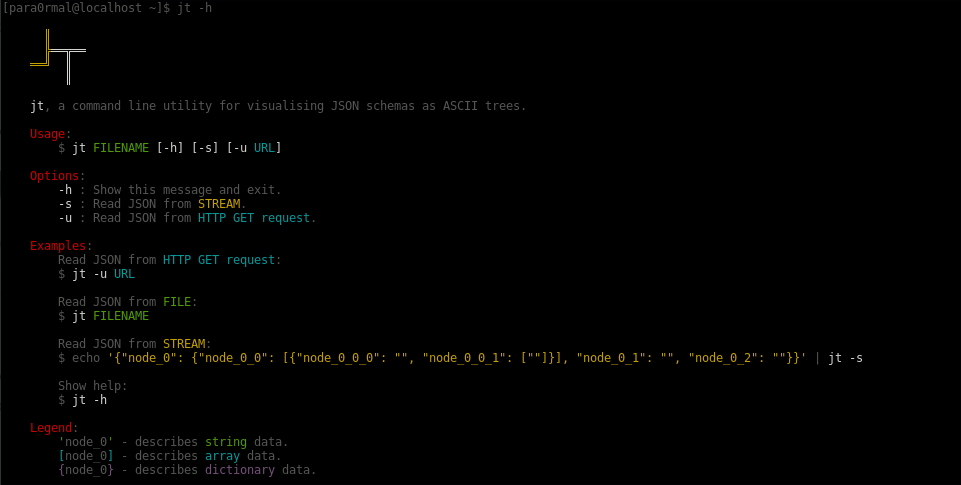 [para0rmal@localhost ~]$ jt -h
jt, a command line utility for visualising JSON schemas as ASCII trees.
Usage:
$ jt FILENAME [-h] [-s] [-u URL]
Options:
-h : Show this message and exit.
-s : Read JSON from STREAM.
-u : Read JSON from HTTP GET request.
Examples:
Read JSON from HTTP GET request:
$ jt -u URL
Read JSON from FILE:
$ jt FILENAME
Read JSON from STREAM:
$ echo '{"node_0": {"node_0_0": [{"node_0_0_0": "", "node_0_0_1": [""]}], "node_0_1": "", "node_0_2": ""}}' | jt -s
Show help:
$ jt -h
Legend:
'node_0' - describes string data.
[node_0] - describes array data.
{node_0} - describes dictionary data.